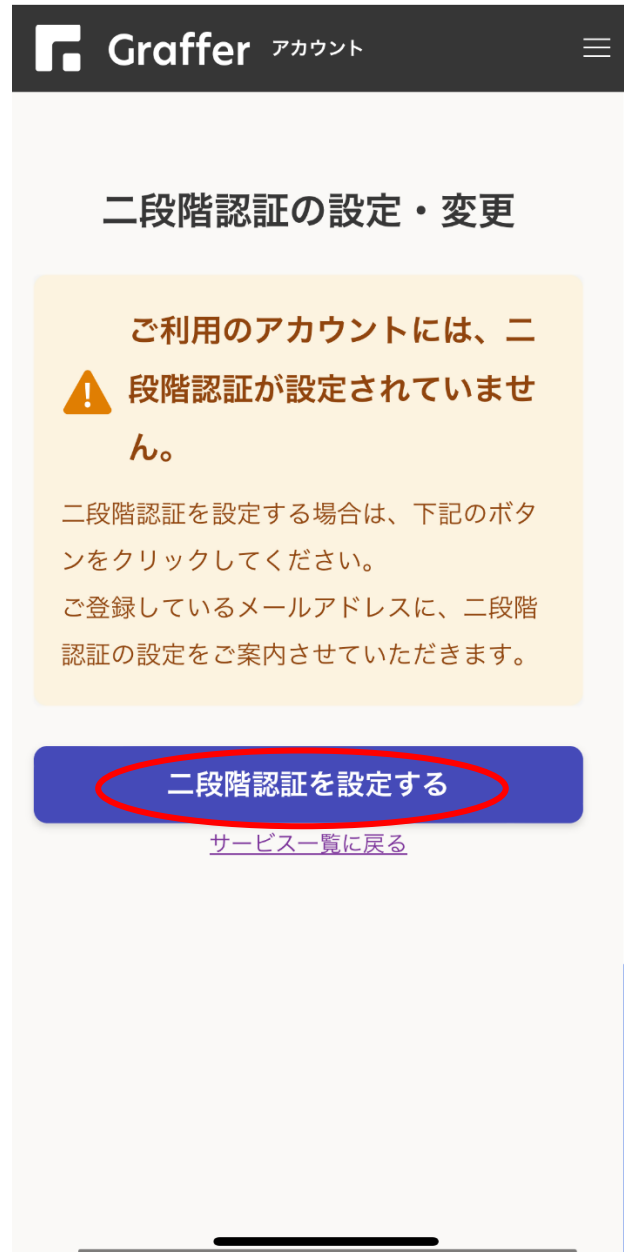 Graffer アカウント
二段階認証の設定・変更
ご利用のアカウントには、二
段階認証が設定されていませ
ん。
二段階認証を設定する場合は、下記のボタ
ンをクリックしてください。
ご登録しているメールアドレスに、二段階
認証の設定をご案内させていただきます。
二段階認証を設定する
サービス一覧に戻る